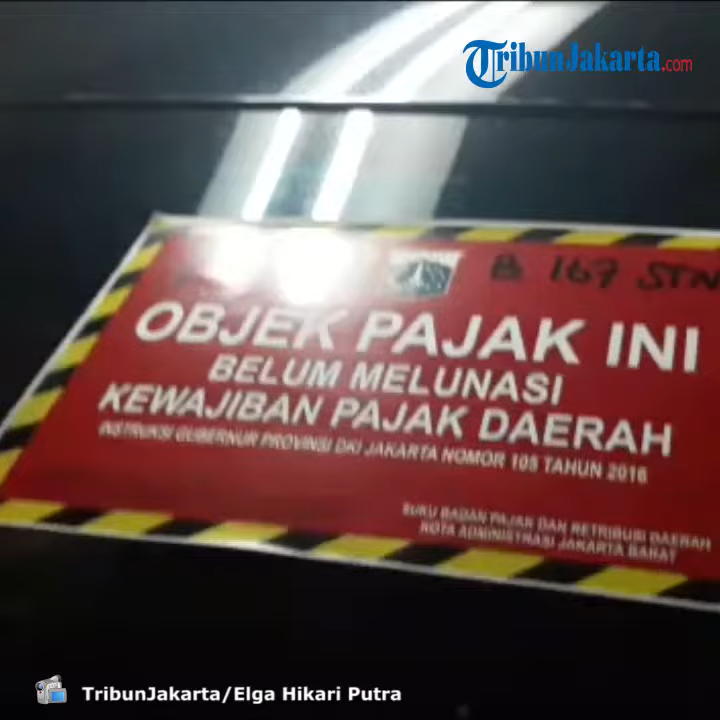 TribunJakarta.com
B 167 STN
OBJEK PAJAK INI
BELUM MELUNASI
KEWAJIBAN PAJAK DAERAH
INSTRUKSI GUBERNUR PROVINSI DKI JAKARTA NOMOR 105 TAHUN 2016
SUKU BADAN PAJAK DAN RETRIBUSI DAERAH
KOTA ADMINISTRASI JAKARTA BARAT
TribunJakarta/Elga Hikari Putra